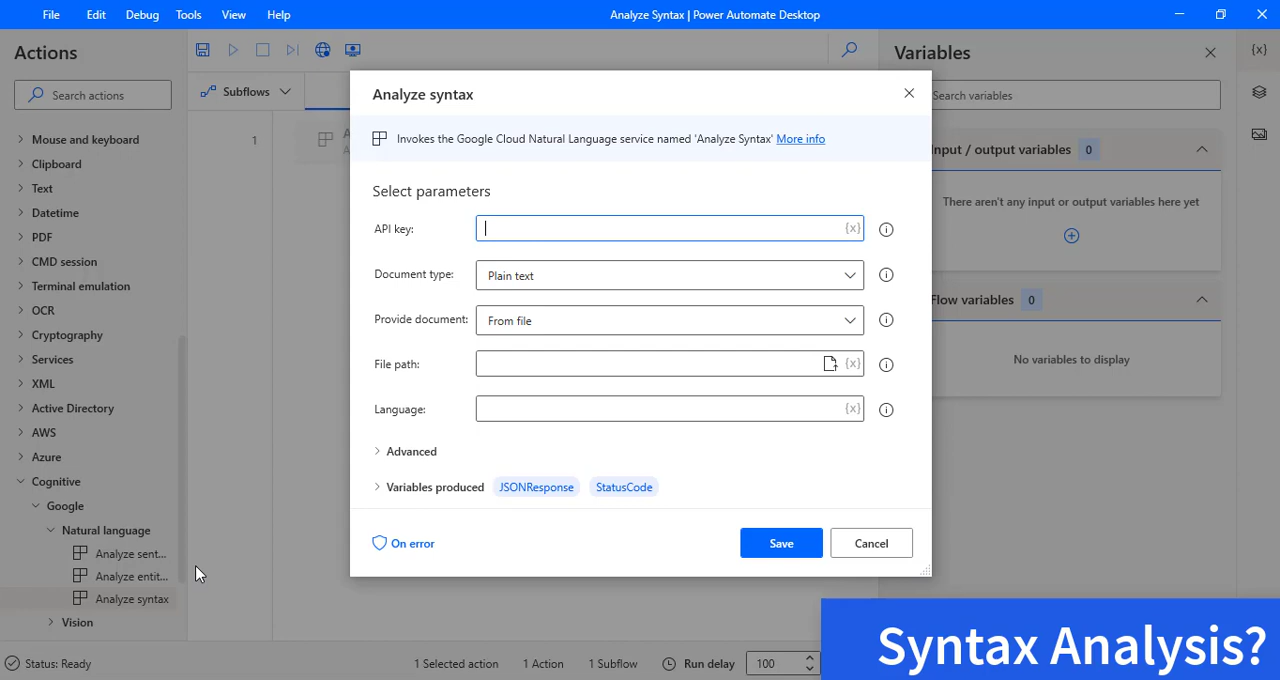 File Edit Debug Tools View Help Analyze Syntax | Power Automate Desktop
Actions
Search actions
Mouse and keyboard
Clipboard
Text
Datetime
PDF
CMD session
Terminal emulation
OCR
Cryptography
Services
XML
Active Directory
AWS
Azure
Cognitive
Google
Natural language
Analyze sent...
Analyze entit...
Analyze syntax
Vision
Subflows
1
Analyze syntax
Invokes the Google Cloud Natural Language service named 'Analyze Syntax' More info
Select parameters
API key: {x}
Document type: Plain text
Provide document: From file
File path: {x}
Language: {x}
Advanced
Variables produced JSONResponse StatusCode
On error Save Cancel
Variables {x}
Search variables
Input / output variables 0
There aren't any input or output variables here yet
Flow variables 0
No variables to display
Status: Ready 1 Selected action 1 Action 1 Subflow Run delay 100
Syntax Analysis?